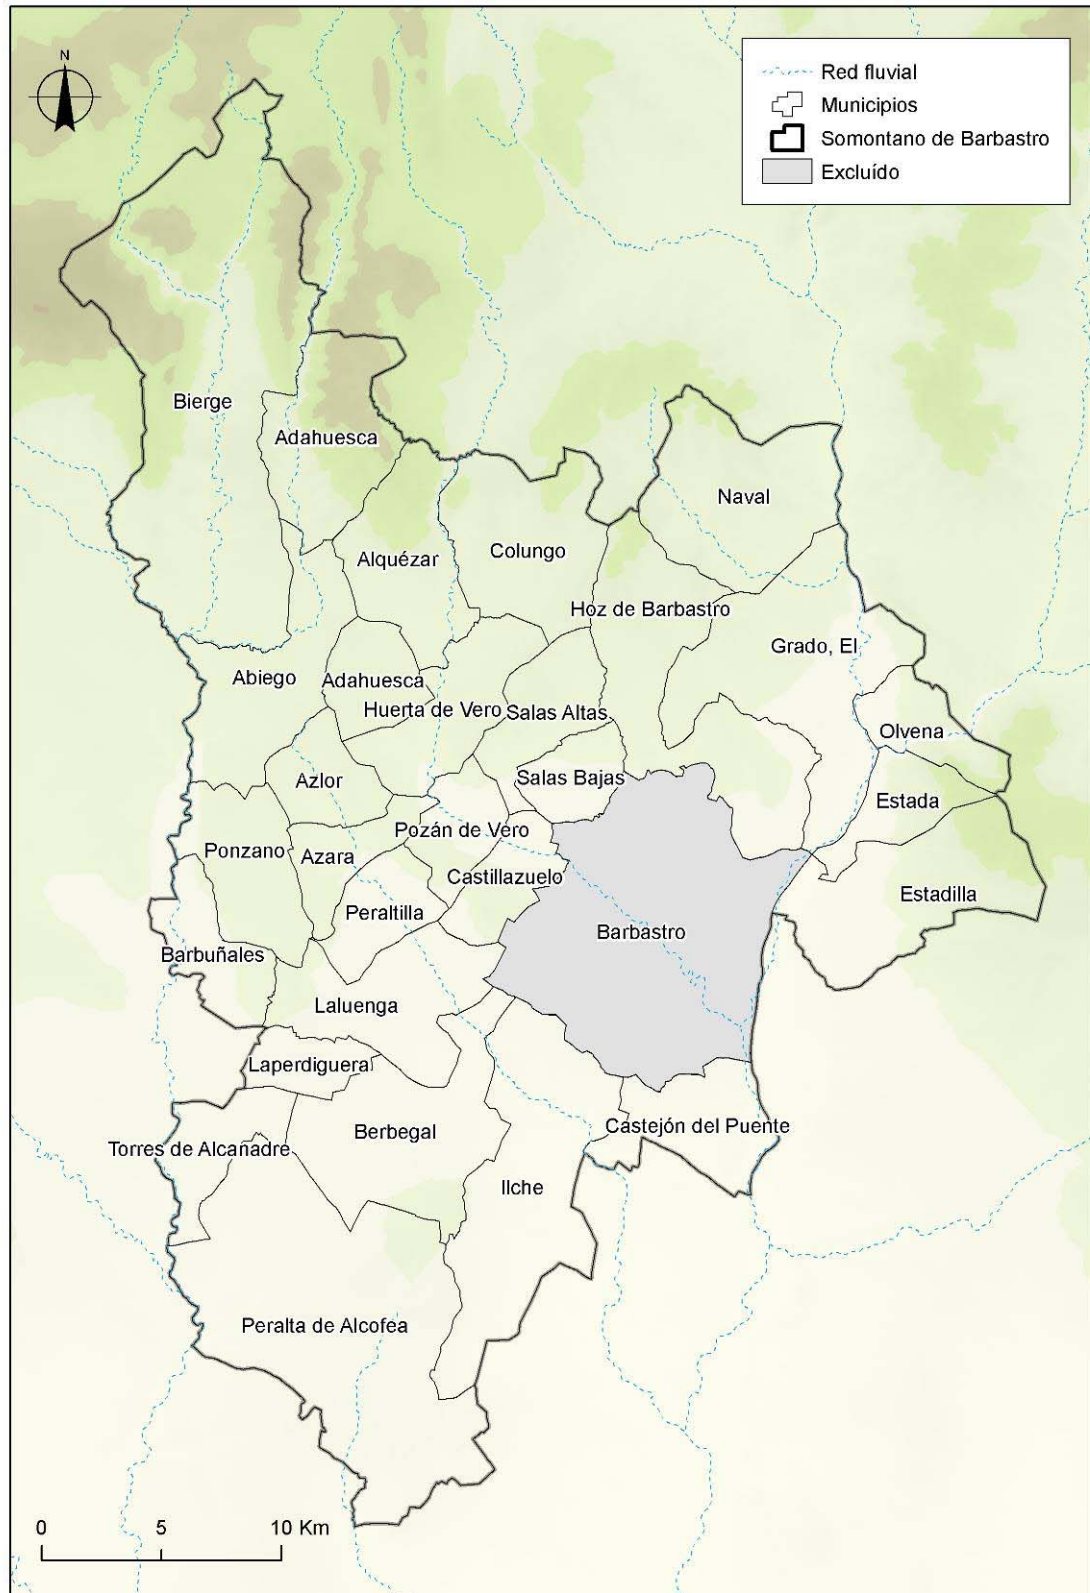 N
Red fluvial
Municipios
Somontano de Barbastro
Excluído
Bierge
Adahuesca
Naval
Alquézar
Colungo
Hoz de Barbastro
Grado, El
Abiego
Adahuesca
Huerta de Vero
Salas Altas
Olvena
Azlor
Salas Bajas
Estada
Pozán de Vero
Ponzano
Azara
Castillazuelo
Estadilla
Peraltilla
Barbastro
Barbuñales
Laluenga
Laperdiguera
Castejón del Puente
Berbegal
Torres de Alcanadre
Ilche
Peralta de Alcofea
0 5 10 Km